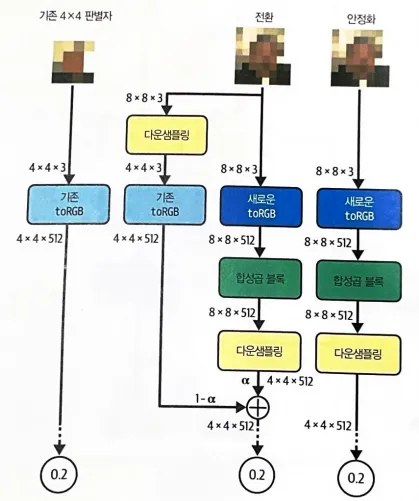 기존 4×4 판별자
전환
안정화
8×8×3
다운샘플링
4×4×3
4×4×3
8×8×3
8×8×3
기존
toRGB
기존
toRGB
새로운
toRGB
새로운
toRGB
4×4×512
4×4×512
8×8×512
8×8×512
합성곱 블록
합성곱 블록
8×8×512
8×8×512
다운샘플링
다운샘플링
α
4×4×512
1-α
4×4×512
4×4×512
0.2
0.2
0.2